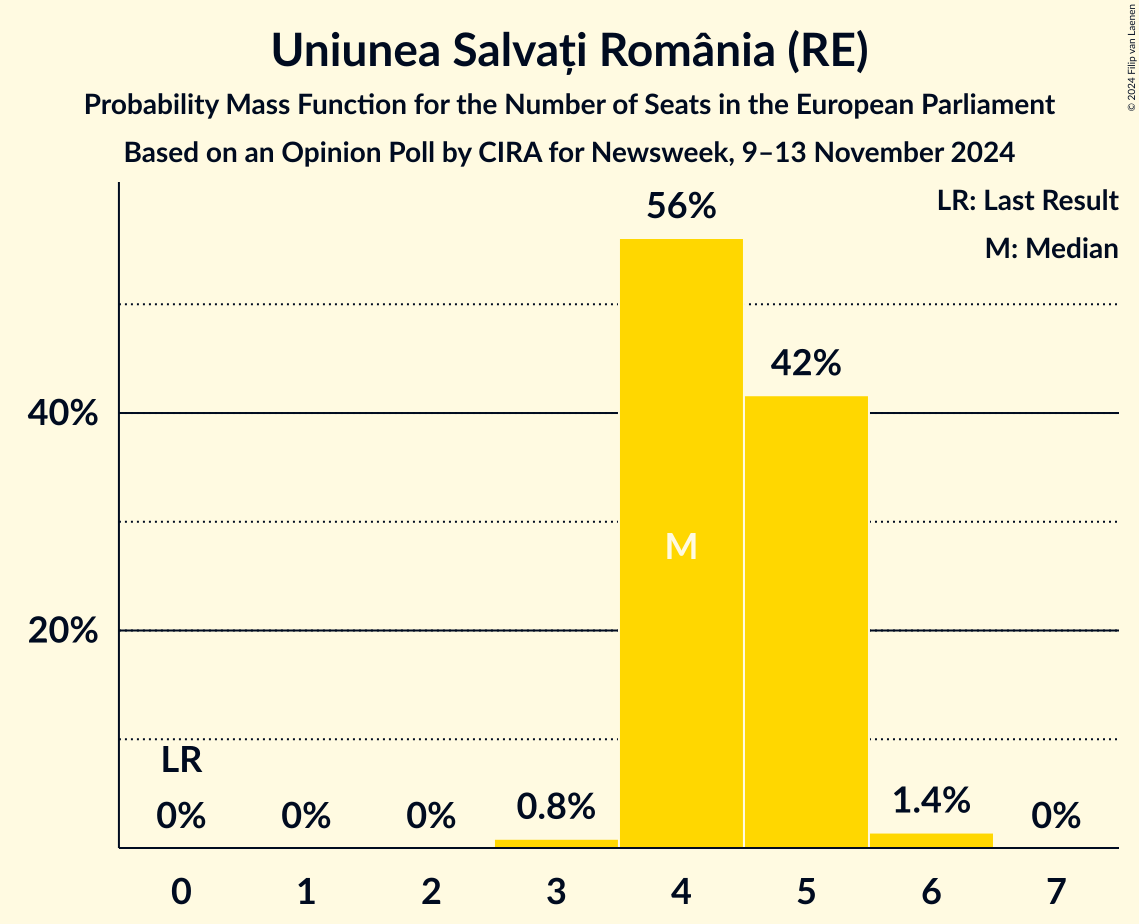 Uniunea Salvați România (RE)
Probability Mass Function for the Number of Seats in the European Parliament
Based on an Opinion Poll by CIRA for Newsweek, 9–13 November 2024
© 2024 Filip van Laenen
LR: Last Result
M: Median
56%
42%
40%
M
20%
LR
0%
0%
0%
0.8%
1.4%
0%
0
1
2
3
4
5
6
7